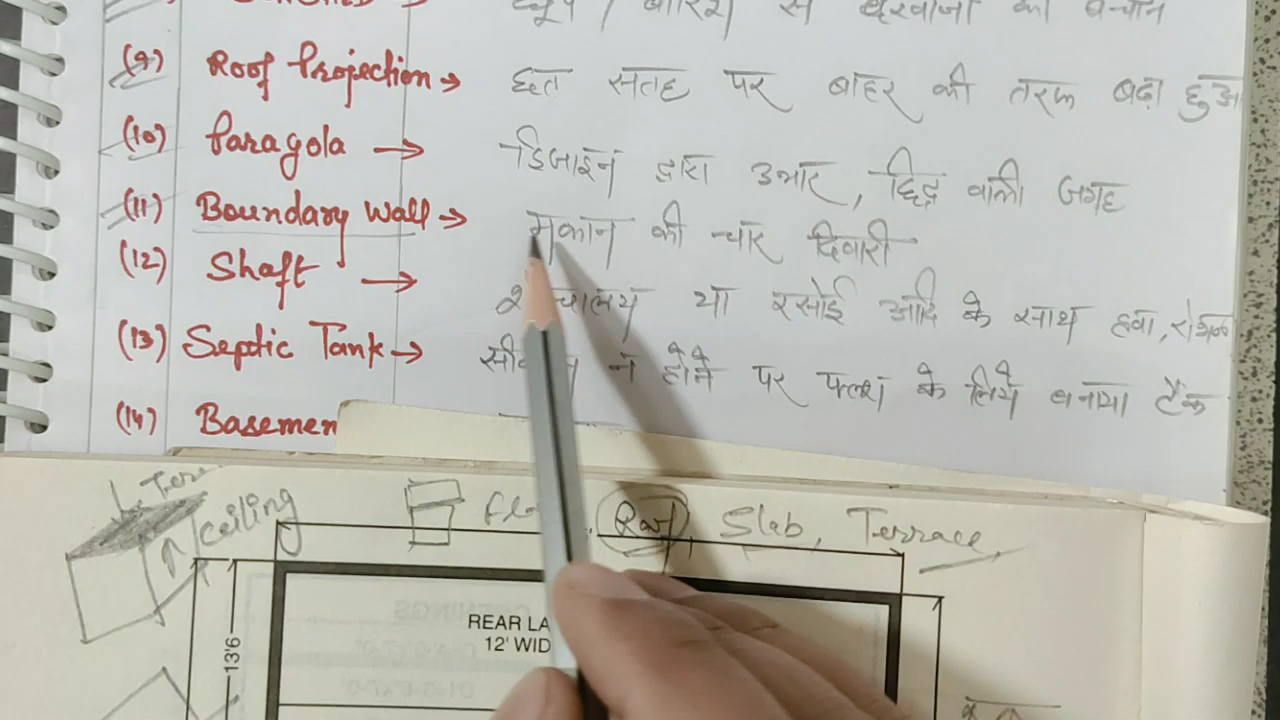 से दरवाजा का बचाव
(9) Roof Projection → छत सतह पर बाहर की तरफ बढ़ा हुआ
(10) Paragola → डिजाइन द्वारा उभार, छिद्र वाली जगह
(11) Boundary Wall → मकान की चार दिवारी
(12) Shaft → या रसोई आदि के साथ हवा,
(13) Septic Tank → न होने पर फ्लश के लिये बनाया टैंक
(14) Basemen
Ceiling
Slab, Terrace,
REAR LA
12' WID
13'6